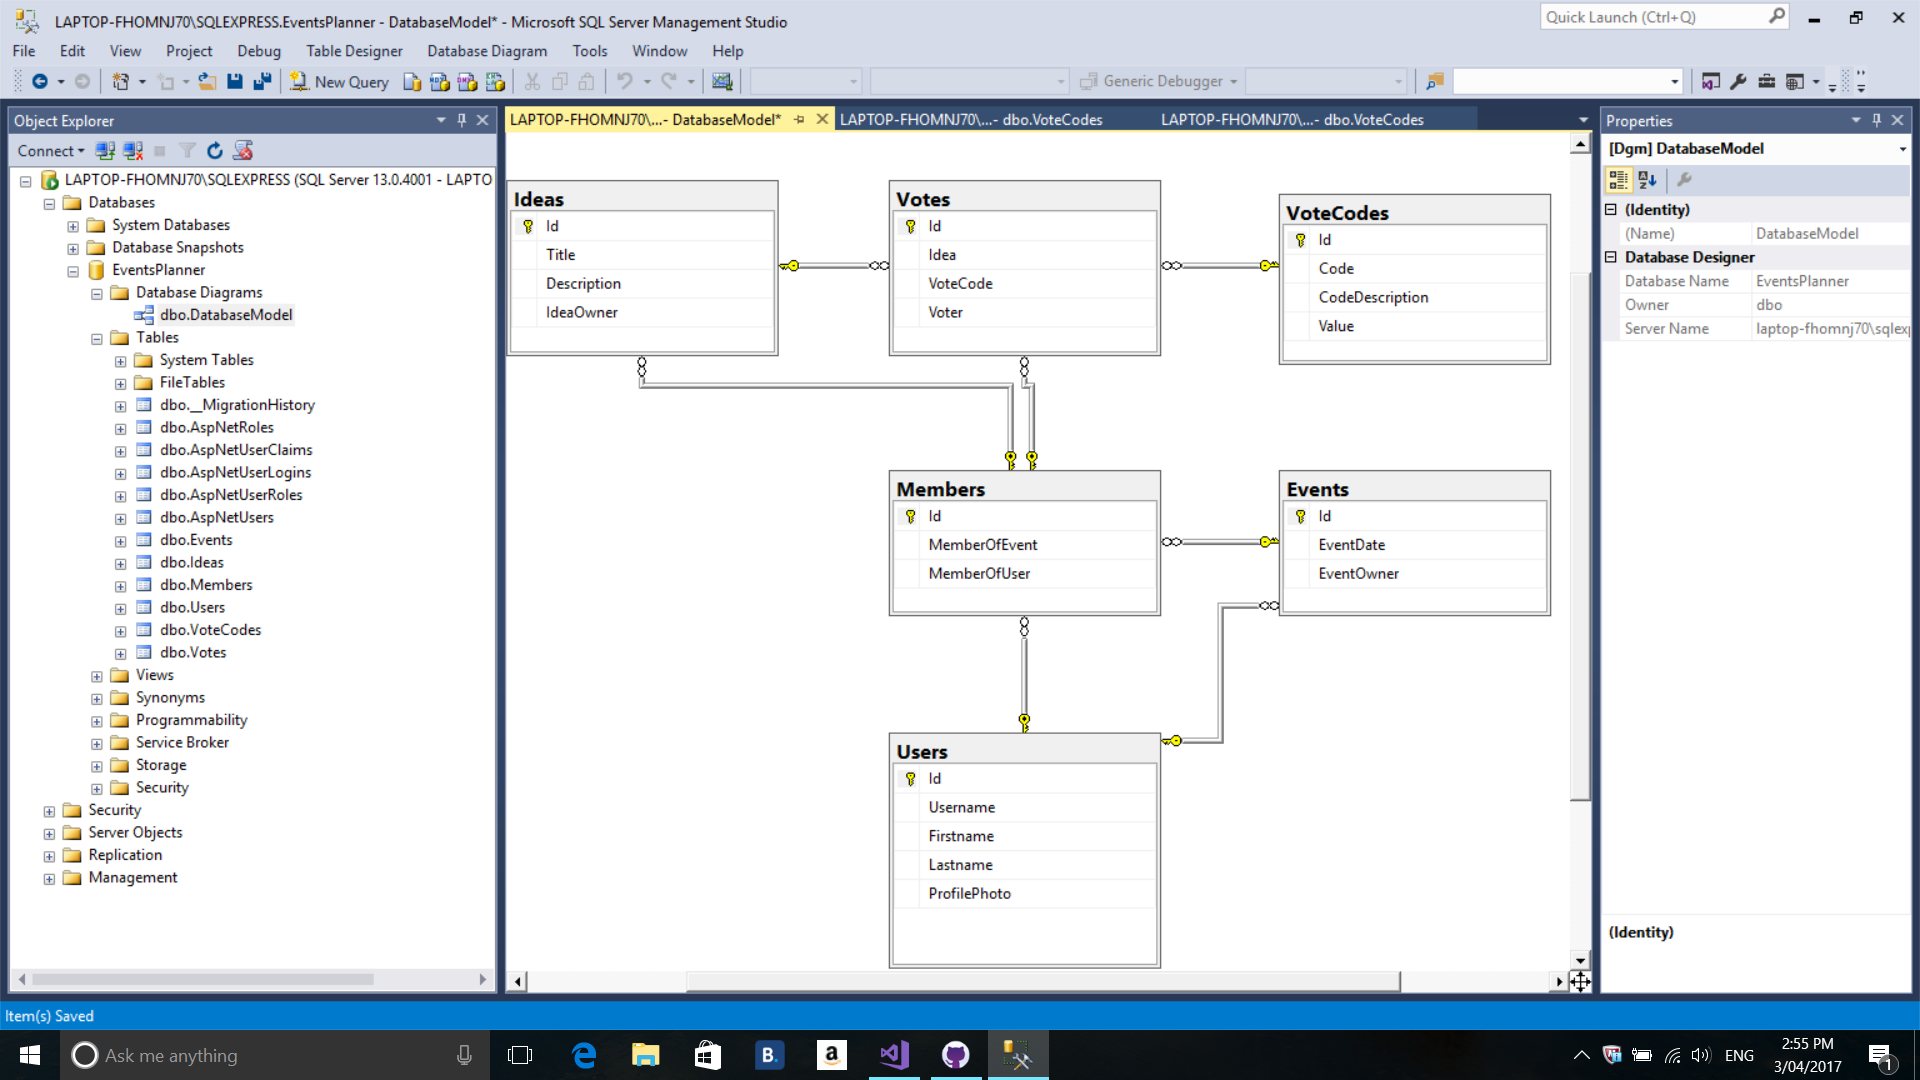 LAPTOP-FHOMNJ70\SQLEXPRESS.EventsPlanner - DatabaseModel* - Microsoft SQL Server Management Studio
Quick Launch (Ctrl+Q)
File Edit View Project Debug Table Designer Database Diagram Tools Window Help
New Query
Generic Debugger
Object Explorer
Connect
LAPTOP-FHOMNJ70\SQLEXPRESS (SQL Server 13.0.4001 - LAPTO
Databases
System Databases
Database Snapshots
EventsPlanner
Database Diagrams
dbo.DatabaseModel
Tables
System Tables
FileTables
dbo.__MigrationHistory
dbo.AspNetRoles
dbo.AspNetUserClaims
dbo.AspNetUserLogins
dbo.AspNetUserRoles
dbo.AspNetUsers
dbo.Events
dbo.Ideas
dbo.Members
dbo.Users
dbo.VoteCodes
dbo.Votes
Views
Synonyms
Programmability
Service Broker
Storage
Security
Security
Server Objects
Replication
Management
LAPTOP-FHOMNJ70\...- DatabaseModel*
LAPTOP-FHOMNJ70\...- dbo.VoteCodes
LAPTOP-FHOMNJ70\...- dbo.VoteCodes
Ideas
Id
Title
Description
IdeaOwner
Votes
Id
Idea
VoteCode
Voter
VoteCodes
Id
Code
CodeDescription
Value
Members
Id
MemberOfEvent
MemberOfUser
Events
Id
EventDate
EventOwner
Users
Id
Username
Firstname
Lastname
ProfilePhoto
Properties
[Dgm] DatabaseModel
(Identity)
(Name) DatabaseModel
Database Designer
Database Name EventsPlanner
Owner dbo
Server Name laptop-fhomnj70\sqlexp
(Identity)
Item(s) Saved
Ask me anything
B.
a
ENG
2:55 PM
3/04/2017
1